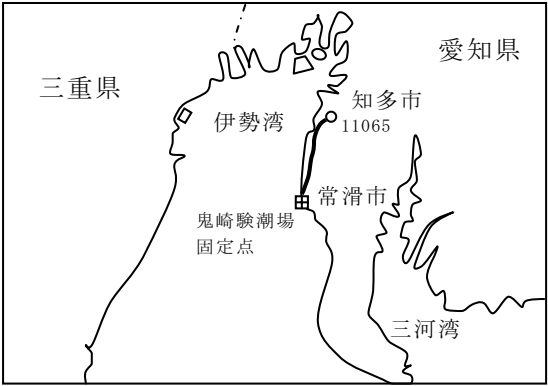 愛知県
三重県
知多市
伊勢湾
11065
常滑市
鬼崎験潮場
固定点
三河湾